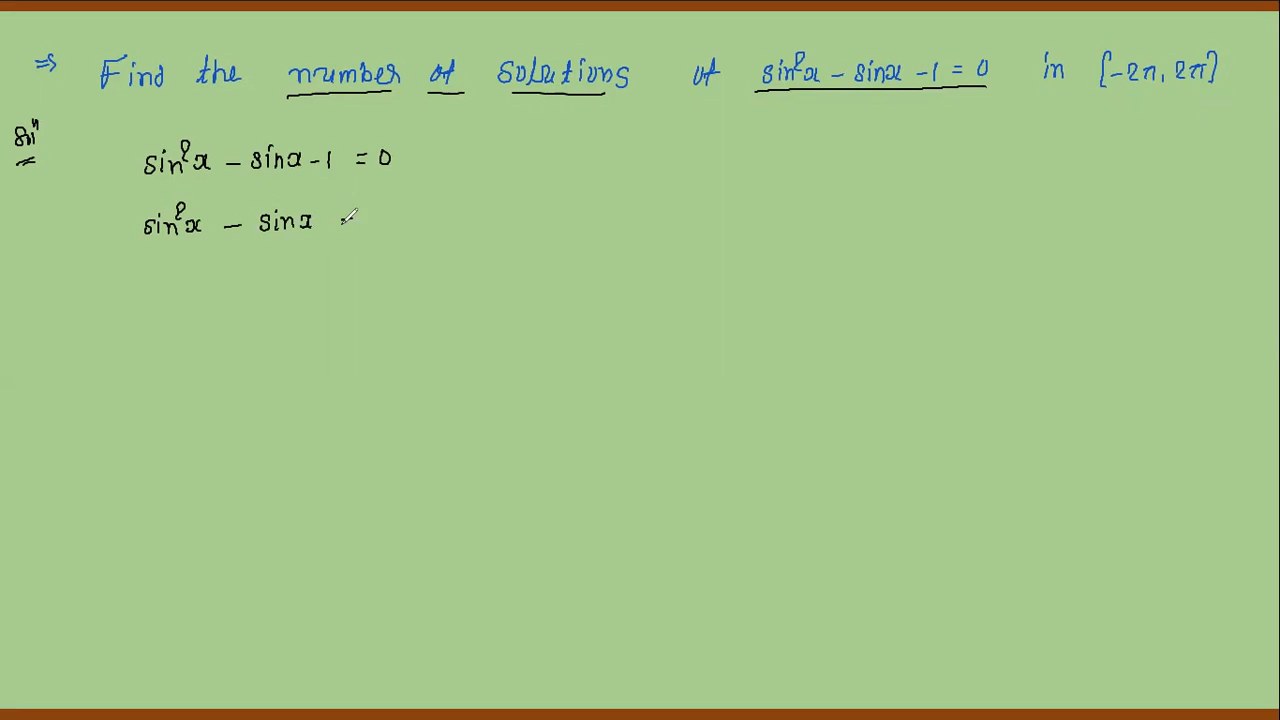 ⇒ Find the number of solutions of sin²x - sinx - 1 = 0 in [-2π, 2π]
Solⁿ
sin²x - sinx - 1 = 0
sin²x - sinx